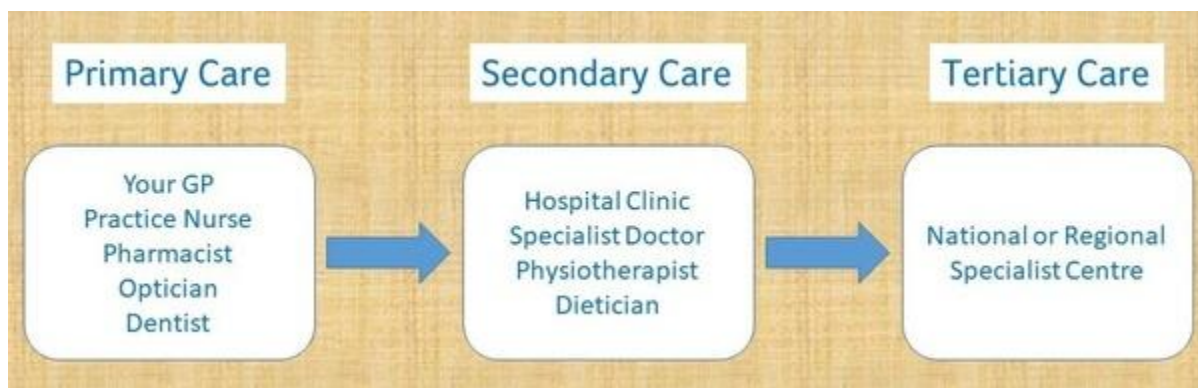 Primary Care
Secondary Care
Tertiary Care
Your GP
Practice Nurse
Pharmacist
Optician
Dentist
Hospital Clinic
Specialist Doctor
Physiotherapist
Dietician
National or Regional
Specialist Centre